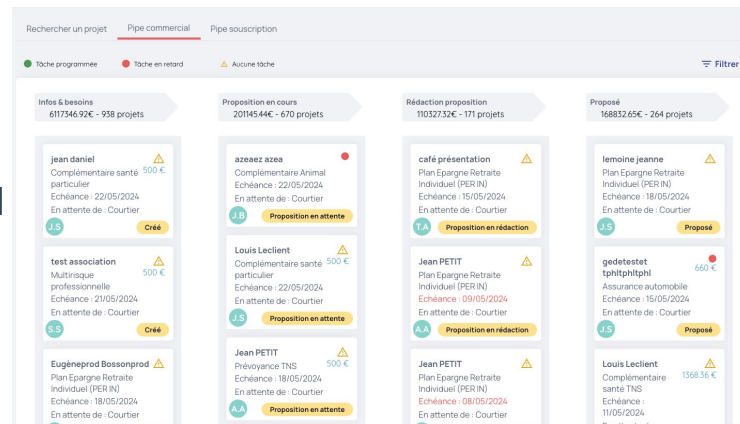 Rechercher un projet
Pipe commercial
Pipe souscription
Tâche programmée
Tâche en retard
Aucune tâche
Filtrer
Infos & besoins
6117346.92€ - 938 projets
jean daniel
Complémentaire santé particulier
500 €
Echéance : 22/05/2024
En attente de : Courtier
J.S
Créé
test association
Multirisque professionnelle
500 €
Echéance : 21/05/2024
En attente de : Courtier
S.S
Créé
Eugèneprod Bossonprod
Plan Epargne Retraite
Individuel (PER IN)
Echéance : 18/05/2024
En attente de : Courtier
Proposition en cours
201145.44€ - 670 projets
azeaez azea
Complémentaire Animal
Echéance : 22/05/2024
En attente de : Courtier
J.B
Proposition en attente
Louis Leclient
Complémentaire santé particulier
500 €
Echéance : 22/05/2024
En attente de : Courtier
J.S
Proposition en attente
Jean PETIT
Prévoyance TNS
500 €
Echéance : 18/05/2024
En attente de : Courtier
A.A
Proposition en attente
Rédaction proposition
110327.32€ - 171 projets
café présentation
Plan Epargne Retraite
Individuel (PER IN)
Echéance : 15/05/2024
En attente de : Courtier
T.A
Proposition en rédaction
Jean PETIT
Plan Epargne Retraite
Individuel (PER IN)
Echéance : 09/05/2024
En attente de : Courtier
A.A
Proposition en rédaction
Jean PETIT
Plan Epargne Retraite
Individuel (PER IN)
Echéance : 08/05/2024
En attente de : Courtier
Proposé
168832.65€ - 264 projets
lemoine jeanne
Plan Epargne Retraite
Individuel (PER IN)
Echéance : 18/05/2024
En attente de : Courtier
J.S
Proposé
gedetestet
tphltphltphl
660 €
Assurance automobile
Echéance : 15/05/2024
En attente de : Courtier
J.S
Proposé
Louis Leclient
Complémentaire
santé TNS
1368.36 €
Echéance :
11/05/2024